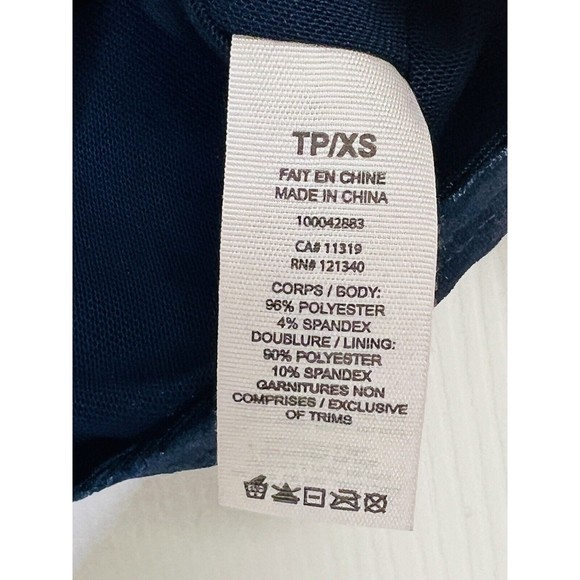 TP/XS
FAIT EN CHINE
MADE IN CHINA
100042883
CA# 11319
RN# 121340
CORPS / BODY:
96% POLYESTER
4% SPANDEX
DOUBLURE / LINING:
90% POLYESTER
10% SPANDEX
GARNITURES NON
COMPRISES / EXCLUSIVE
OF TRIMS